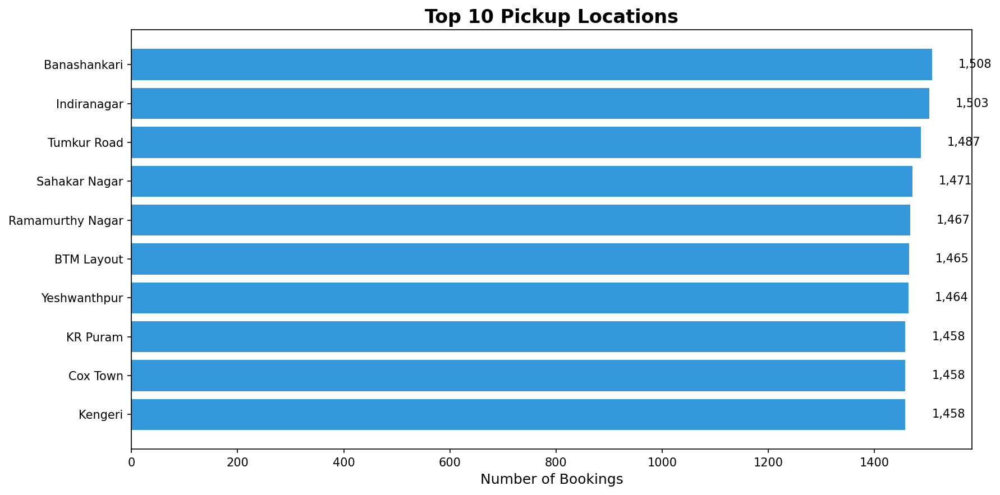 Top 10 Pickup Locations
Banashankari 1,508
Indiranagar 1,503
Tumkur Road 1,487
Sahakar Nagar 1,471
Ramamurthy Nagar 1,467
BTM Layout 1,465
Yeshwanthpur 1,464
KR Puram 1,458
Cox Town 1,458
Kengeri 1,458
0 200 400 600 800 1000 1200 1400
Number of Bookings